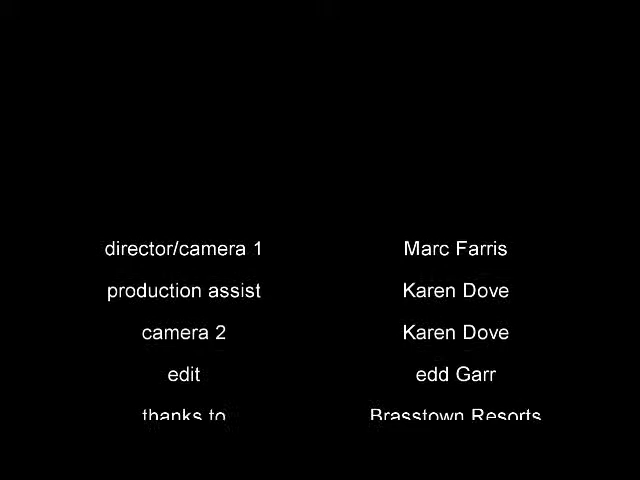 director/camera 1 Marc Farris
production assist Karen Dove
camera 2 Karen Dove
edit edd Garr
thanks to Brasstown Resorts